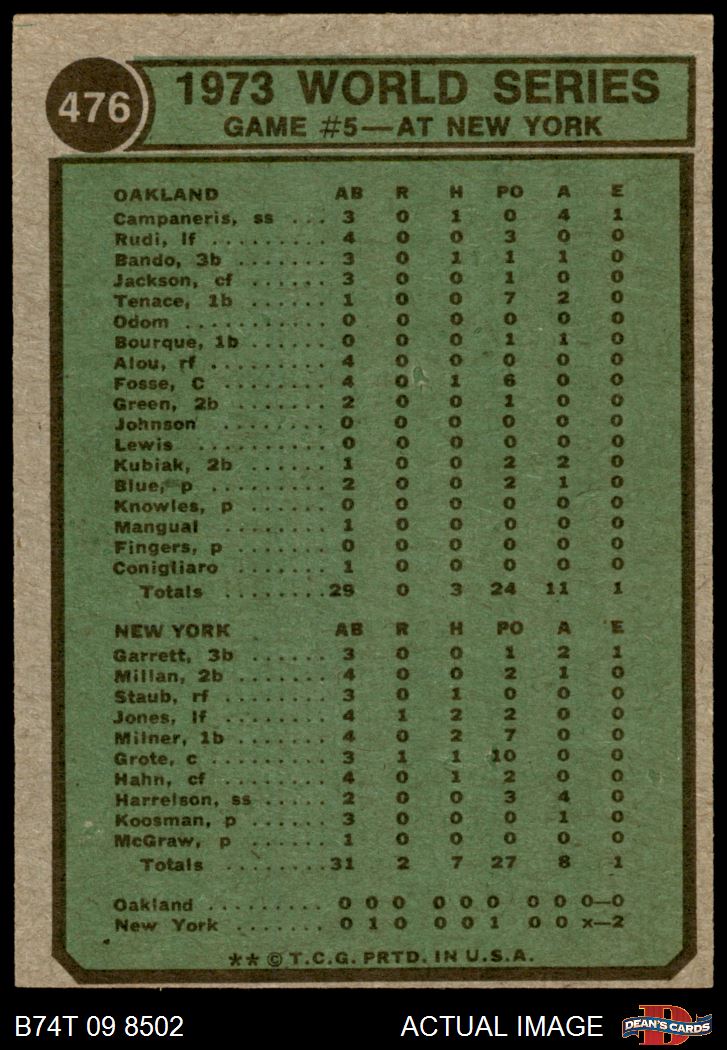 476
1973 WORLD SERIES
GAME #5—AT NEW YORK
OAKLAND AB R H PO A E
Campaneris, ss ... 3 0 1 0 4 1
Rudi, lf ......... 4 0 0 3 0 0
Bando, 3b ....... 3 0 1 1 1 0
Jackson, cf ...... 3 0 0 1 0 0
Tenace, 1b ...... 1 0 0 7 2 0
Odom ........... 0 0 0 0 0 0
Bourque, 1b ...... 0 0 0 1 1 0
Alou, rf ......... 4 0 0 0 0 0
Fosse, C ........ 4 0 1 6 0 0
Green, 2b ....... 2 0 0 1 0 0
Johnson ........ 0 0 0 0 0 0
Lewis ......... 0 0 0 0 0 0
Kubiak, 2b ...... 1 0 0 2 2 0
Blue, p ......... 2 0 0 2 1 0
Knowles, p ...... 0 0 0 0 0 0
Mangual ........ 1 0 0 0 0 0
Fingers, p ....... 0 0 0 0 0 0
Conigliaro ....... 1 0 0 0 0 0
Totals ........ 29 0 3 24 11 1
NEW YORK AB R H PO A E
Garrett, 3b ...... 3 0 0 1 2 1
Millan, 2b ....... 4 0 0 2 1 0
Staub, rf ........ 3 0 1 0 0 0
Jones, lf ........ 4 1 2 2 0 0
Milner, 1b ....... 4 0 2 7 0 0
Grote, c ......... 3 1 1 10 0 0
Hahn, cf ........ 4 0 1 2 0 0
Harrelson, ss ...... 2 0 0 3 4 0
Koosman, p ...... 3 0 0 0 1 0
McGraw, p ...... 1 0 0 0 0 0
Totals ........ 31 2 7 27 8 1
Oakland ......... 0 0 0 0 0 0 0 0 0—0
New York ........ 0 1 0 0 0 1 0 0 x—2
** © T.C.G. PRTD. IN U.S.A.
B74T 09 8502 ACTUAL IMAGE
D
DEAN'S CARDS